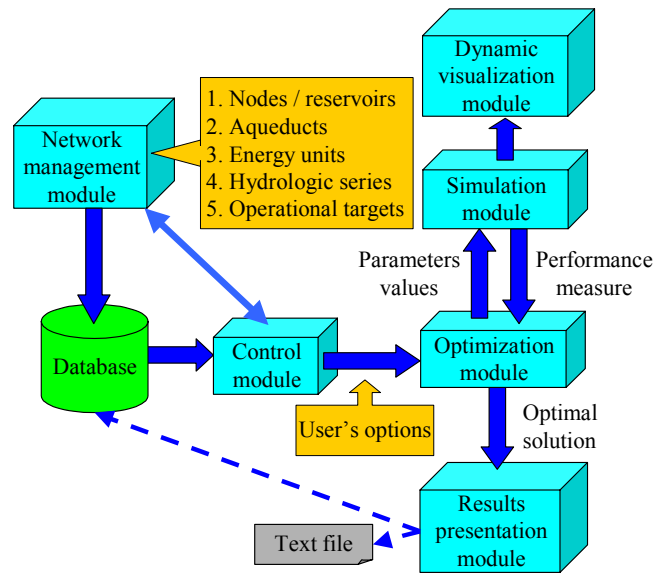 Dynamic
visualization
module
Network
management
module
1. Nodes / reservoirs
2. Aqueducts
3. Energy units
4. Hydrologic series
5. Operational targets
Simulation
module
Parameters
values
Performance
measure
Database
Control
module
Optimization
module
User's options
Optimal
solution
Results
presentation
module
Text file